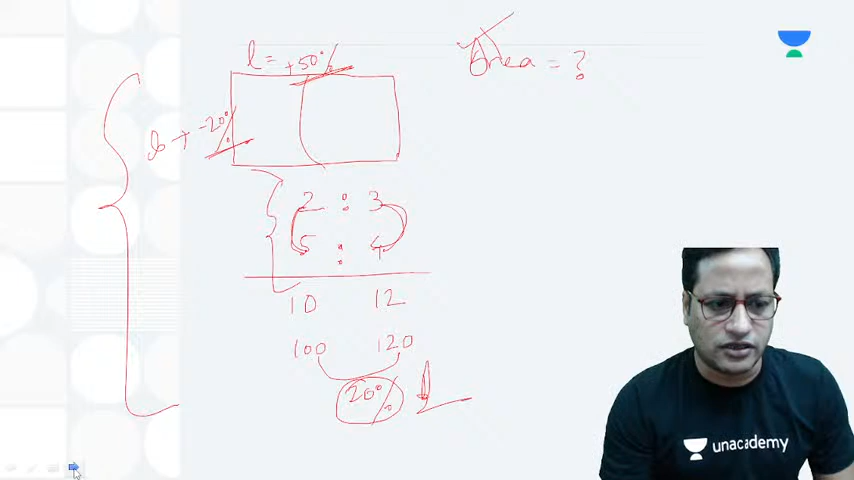 l = +50%
Area = ?
b → -20%
2 : 3
5 : 4
10 12
100 120
20%
unacademy